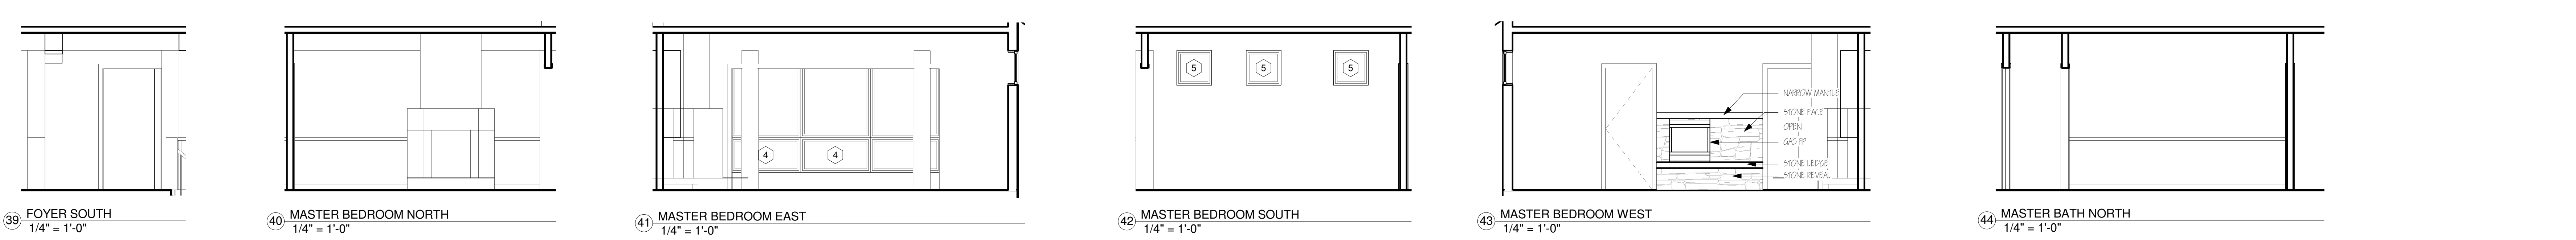 5 5 5
NARROW MANTLE
STONE FACE
OPEN
GAS FP
4 4
STONE LEDGE
STONE REVEAL
39 FOYER SOUTH
1/4" = 1'-0"
40 MASTER BEDROOM NORTH
1/4" = 1'-0"
41 MASTER BEDROOM EAST
1/4" = 1'-0"
42 MASTER BEDROOM SOUTH
1/4" = 1'-0"
43 MASTER BEDROOM WEST
1/4" = 1'-0"
44 MASTER BATH NORTH
1/4" = 1'-0"